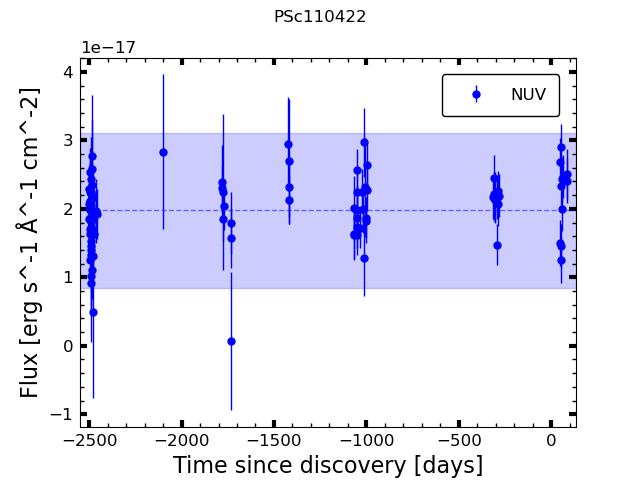 PSc110422
1e−17
NUV
4
3
2
1
0
−1
Flux [erg s^-1 Å^-1 cm^-2]
−2500 −2000 −1500 −1000 −500 0
Time since discovery [days]